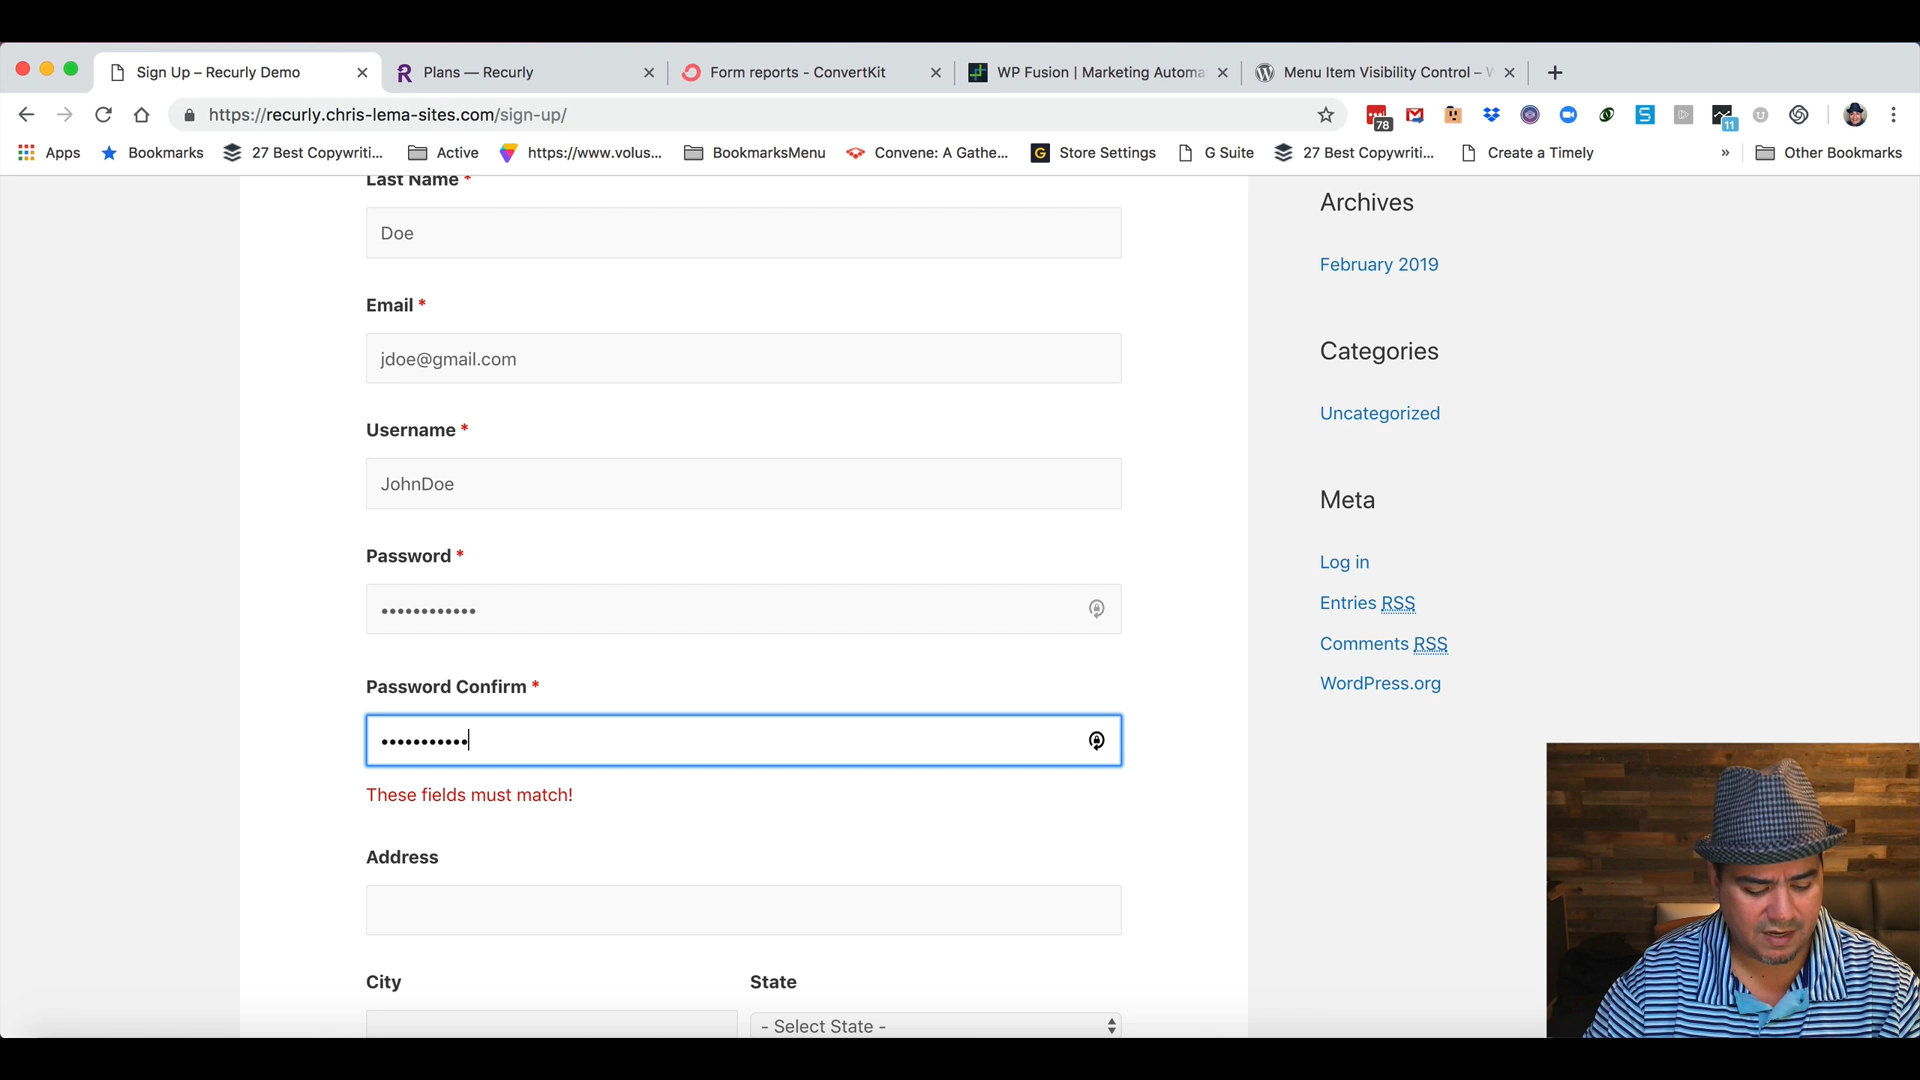 Sign Up – Recurly Demo
Plans — Recurly
Form reports - ConvertKit
WP Fusion | Marketing Automa
Menu Item Visibility Control –
https://recurly.chris-lema-sites.com/sign-up/
78
11
Apps
Bookmarks
27 Best Copywriti...
Active
https://www.volus...
BookmarksMenu
Convene: A Gathe...
Store Settings
G Suite
27 Best Copywriti...
Create a Timely
»
Other Bookmarks
Last Name *
Doe
Email *
jdoe@gmail.com
Username *
JohnDoe
Password *
••••••••••••
Password Confirm *
•••••••••••
These fields must match!
Address
City
State
- Select State -
Archives
February 2019
Categories
Uncategorized
Meta
Log in
Entries RSS
Comments RSS
WordPress.org